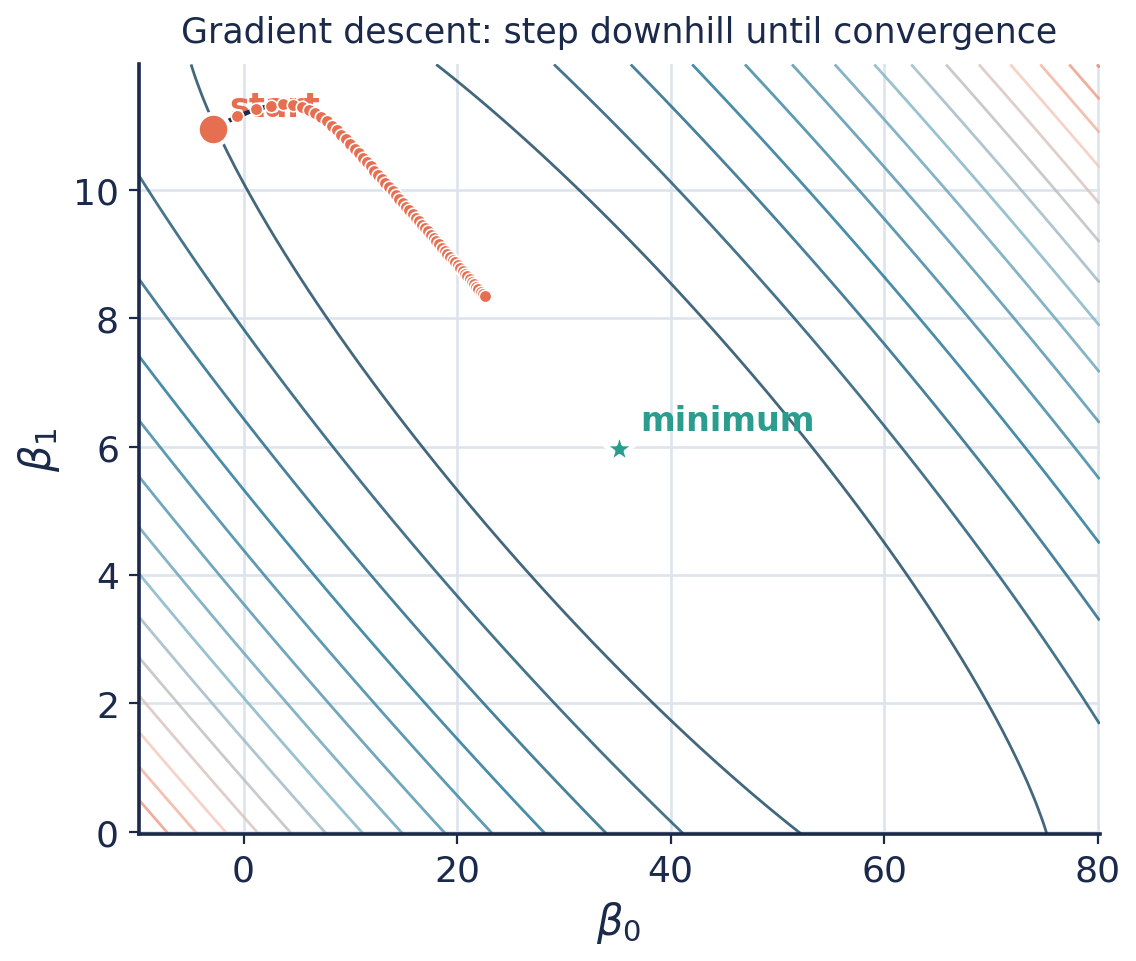 Gradient descent: step downhill until convergence
start
10
8
minimum
6
4
2
0
0 20 40 60 80
β₁
β₀